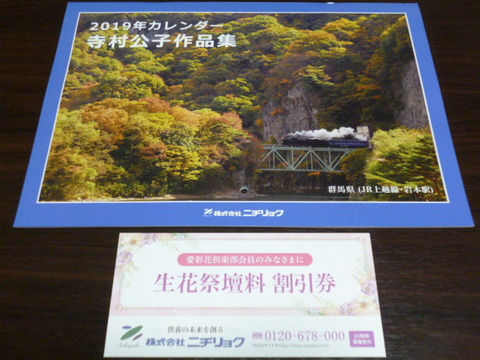 2019年カレンダー
寺村公子作品集
群馬県(JR上越線・岩本駅)
株式会社 ニチリョク
愛彩花倶楽部会員のみなさまに
生花祭壇料 割引券
供養の未来を創る
株式会社 ニチリョク
0120-678-000